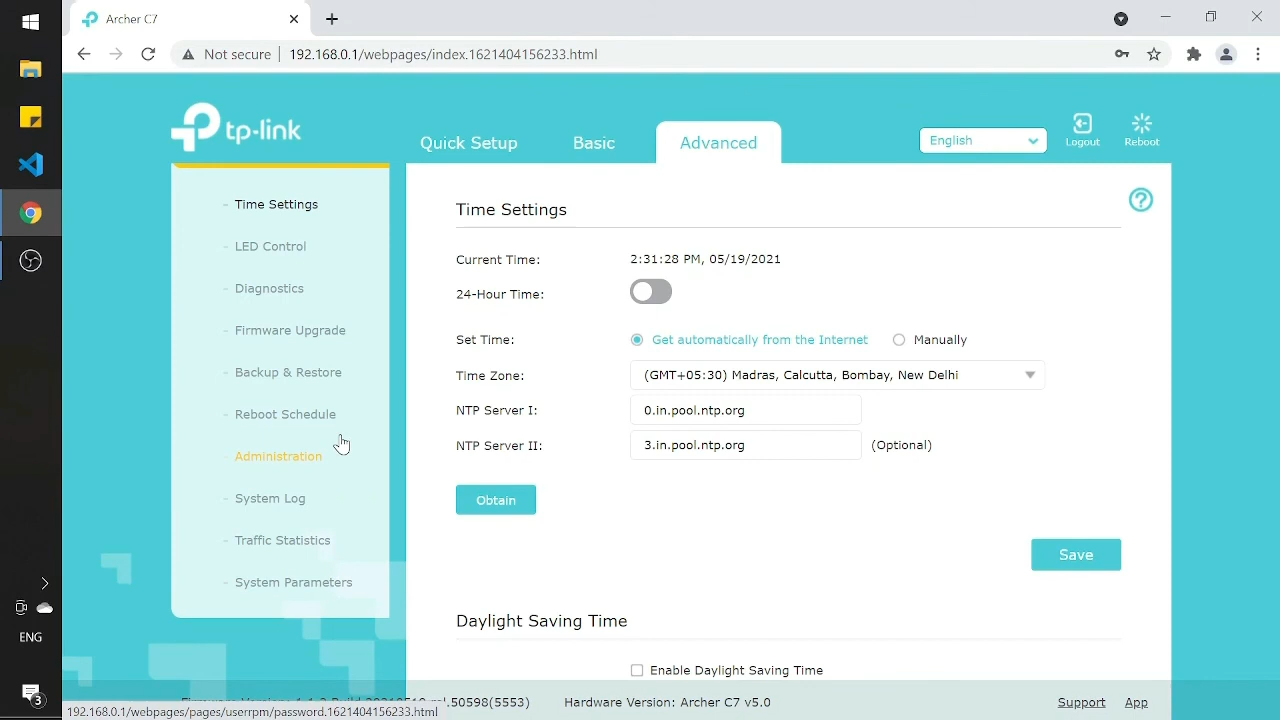 Archer C7
Not secure
192.168.0.1/webpages/index.1621404156233.html
tp-link
Quick Setup
Basic
Advanced
English
Logout
Reboot
Time Settings
LED Control
Diagnostics
Firmware Upgrade
Backup & Restore
Reboot Schedule
Administration
System Log
Traffic Statistics
System Parameters
Time Settings
Current Time: 2:31:28 PM, 05/19/2021
24-Hour Time:
Set Time: Get automatically from the Internet Manually
Time Zone: (GMT+05:30) Madras, Calcutta, Bombay, New Delhi
NTP Server I: 0.in.pool.ntp.org
NTP Server II: 3.in.pool.ntp.org (Optional)
Obtain
Save
Daylight Saving Time
Enable Daylight Saving Time
.50598(5553) Hardware Version: Archer C7 v5.0 Support App
192.168.0.1/webpages/pages/userrpm/password.1621404156233.html
ENG
3